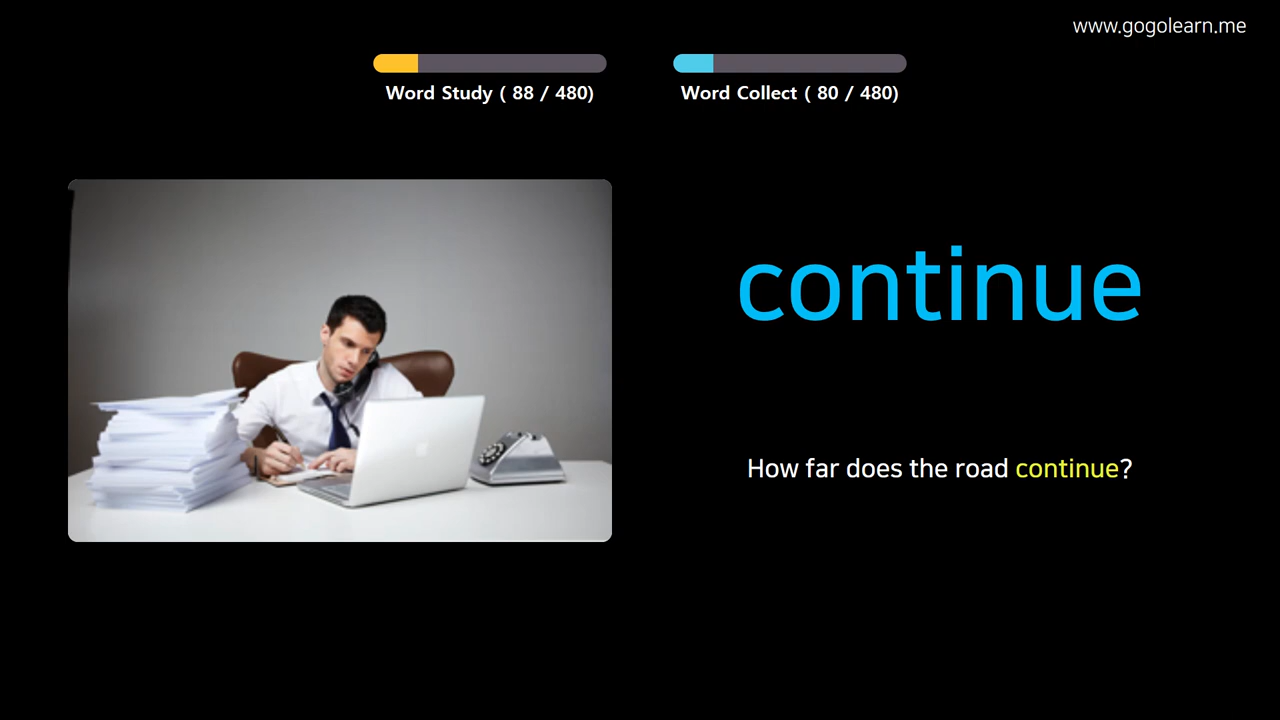 www.gogolearn.me
Word Study ( 88 / 480)
Word Collect ( 80 / 480)
continue
How far does the road continue?